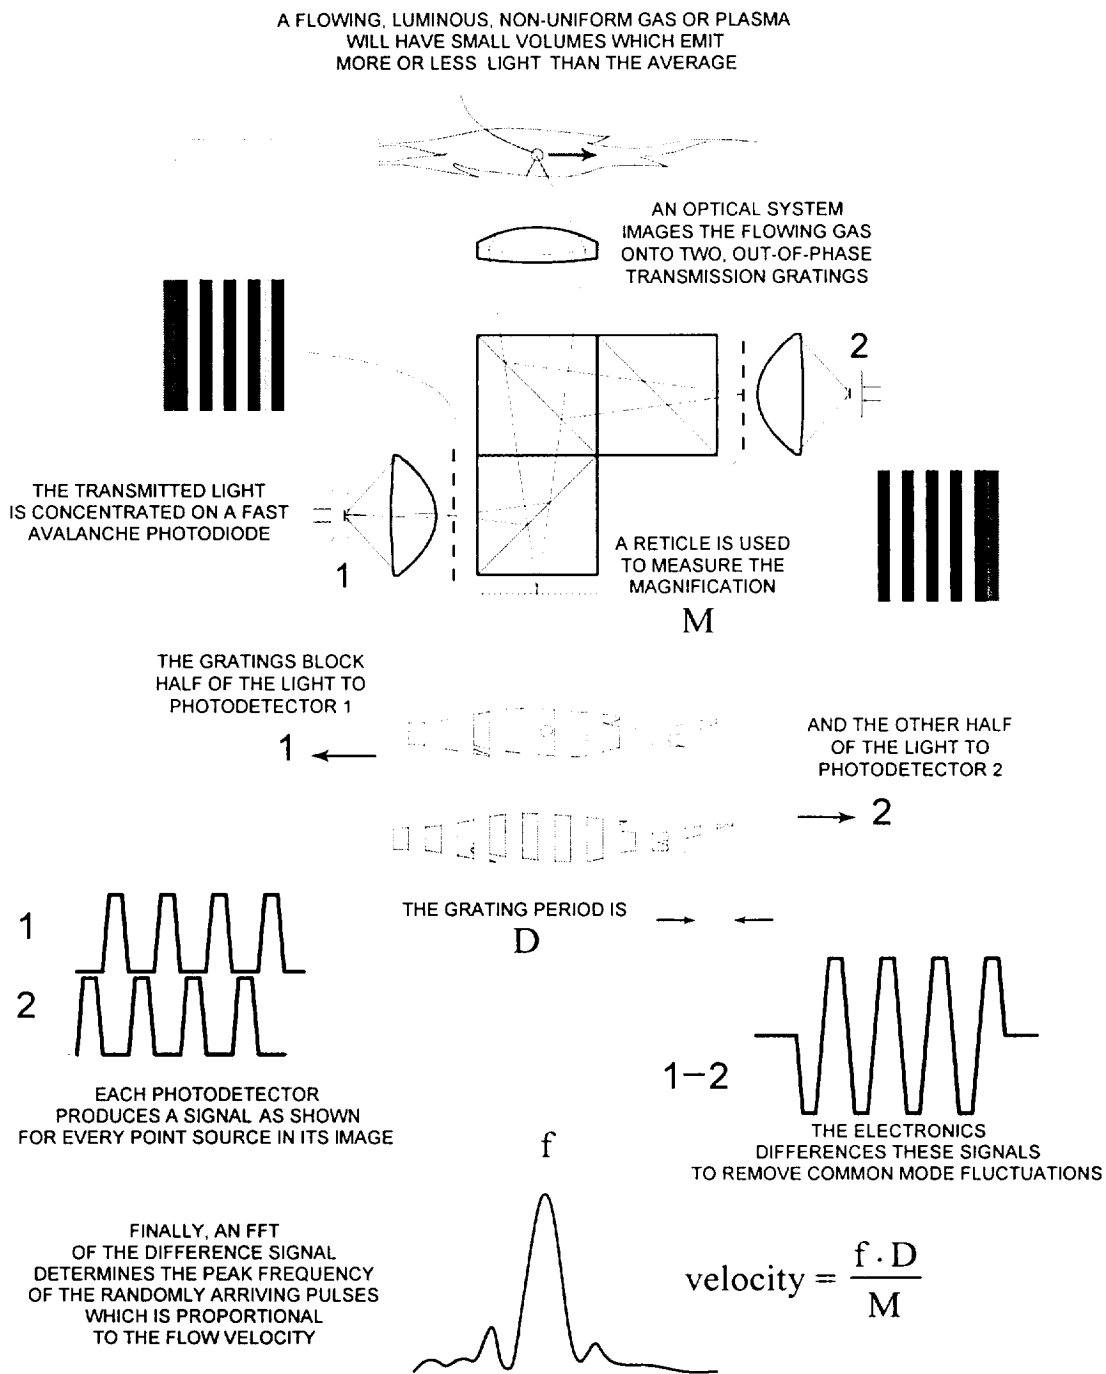 A FLOWING, LUMINOUS, NON-UNIFORM GAS OR PLASMA
WILL HAVE SMALL VOLUMES WHICH EMIT
MORE OR LESS LIGHT THAN THE AVERAGE
AN OPTICAL SYSTEM
IMAGES THE FLOWING GAS
ONTO TWO, OUT-OF-PHASE
TRANSMISSION GRATINGS
2
THE TRANSMITTED LIGHT
IS CONCENTRATED ON A FAST
AVALANCHE PHOTODIODE
1
A RETICLE IS USED
TO MEASURE THE
MAGNIFICATION
M
THE GRATINGS BLOCK
HALF OF THE LIGHT TO
PHOTODETECTOR 1
1
AND THE OTHER HALF
OF THE LIGHT TO
PHOTODETECTOR 2
2
THE GRATING PERIOD IS
D
1
2
EACH PHOTODETECTOR
PRODUCES A SIGNAL AS SHOWN
FOR EVERY POINT SOURCE IN ITS IMAGE
1-2
THE ELECTRONICS
DIFFERENCES THESE SIGNALS
TO REMOVE COMMON MODE FLUCTUATIONS
f
FINALLY, AN FFT
OF THE DIFFERENCE SIGNAL
DETERMINES THE PEAK FREQUENCY
OF THE RANDOMLY ARRIVING PULSES
WHICH IS PROPORTIONAL
TO THE FLOW VELOCITY
velocity = f · D / M